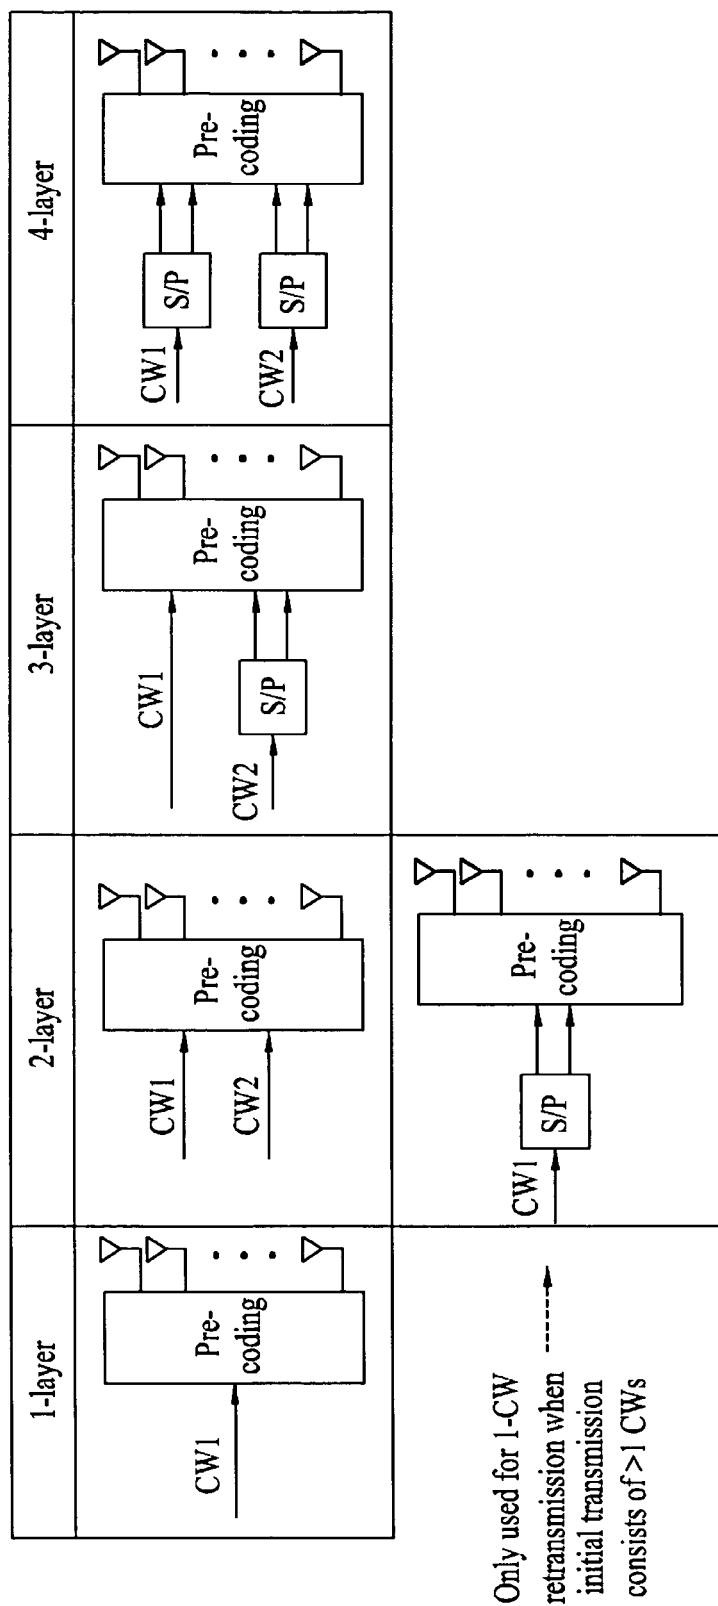 1-layer
2-layer
3-layer
4-layer
CW1
Pre-
coding
CW1
CW2
Pre-
coding
CW1
CW2
S/P
Pre-
coding
CW1
S/P
CW2
S/P
Pre-
coding
Only used for 1-CW
retransmission when
initial transmission
consists of >1 CWs
CW1
S/P
Pre-
coding